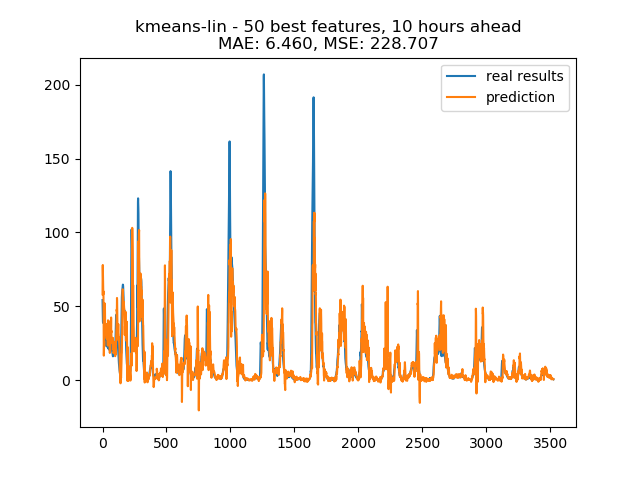 kmeans-lin - 50 best features, 10 hours ahead
MAE: 6.460, MSE: 228.707
real results
prediction
200
150
100
50
0
0 500 1000 1500 2000 2500 3000 3500